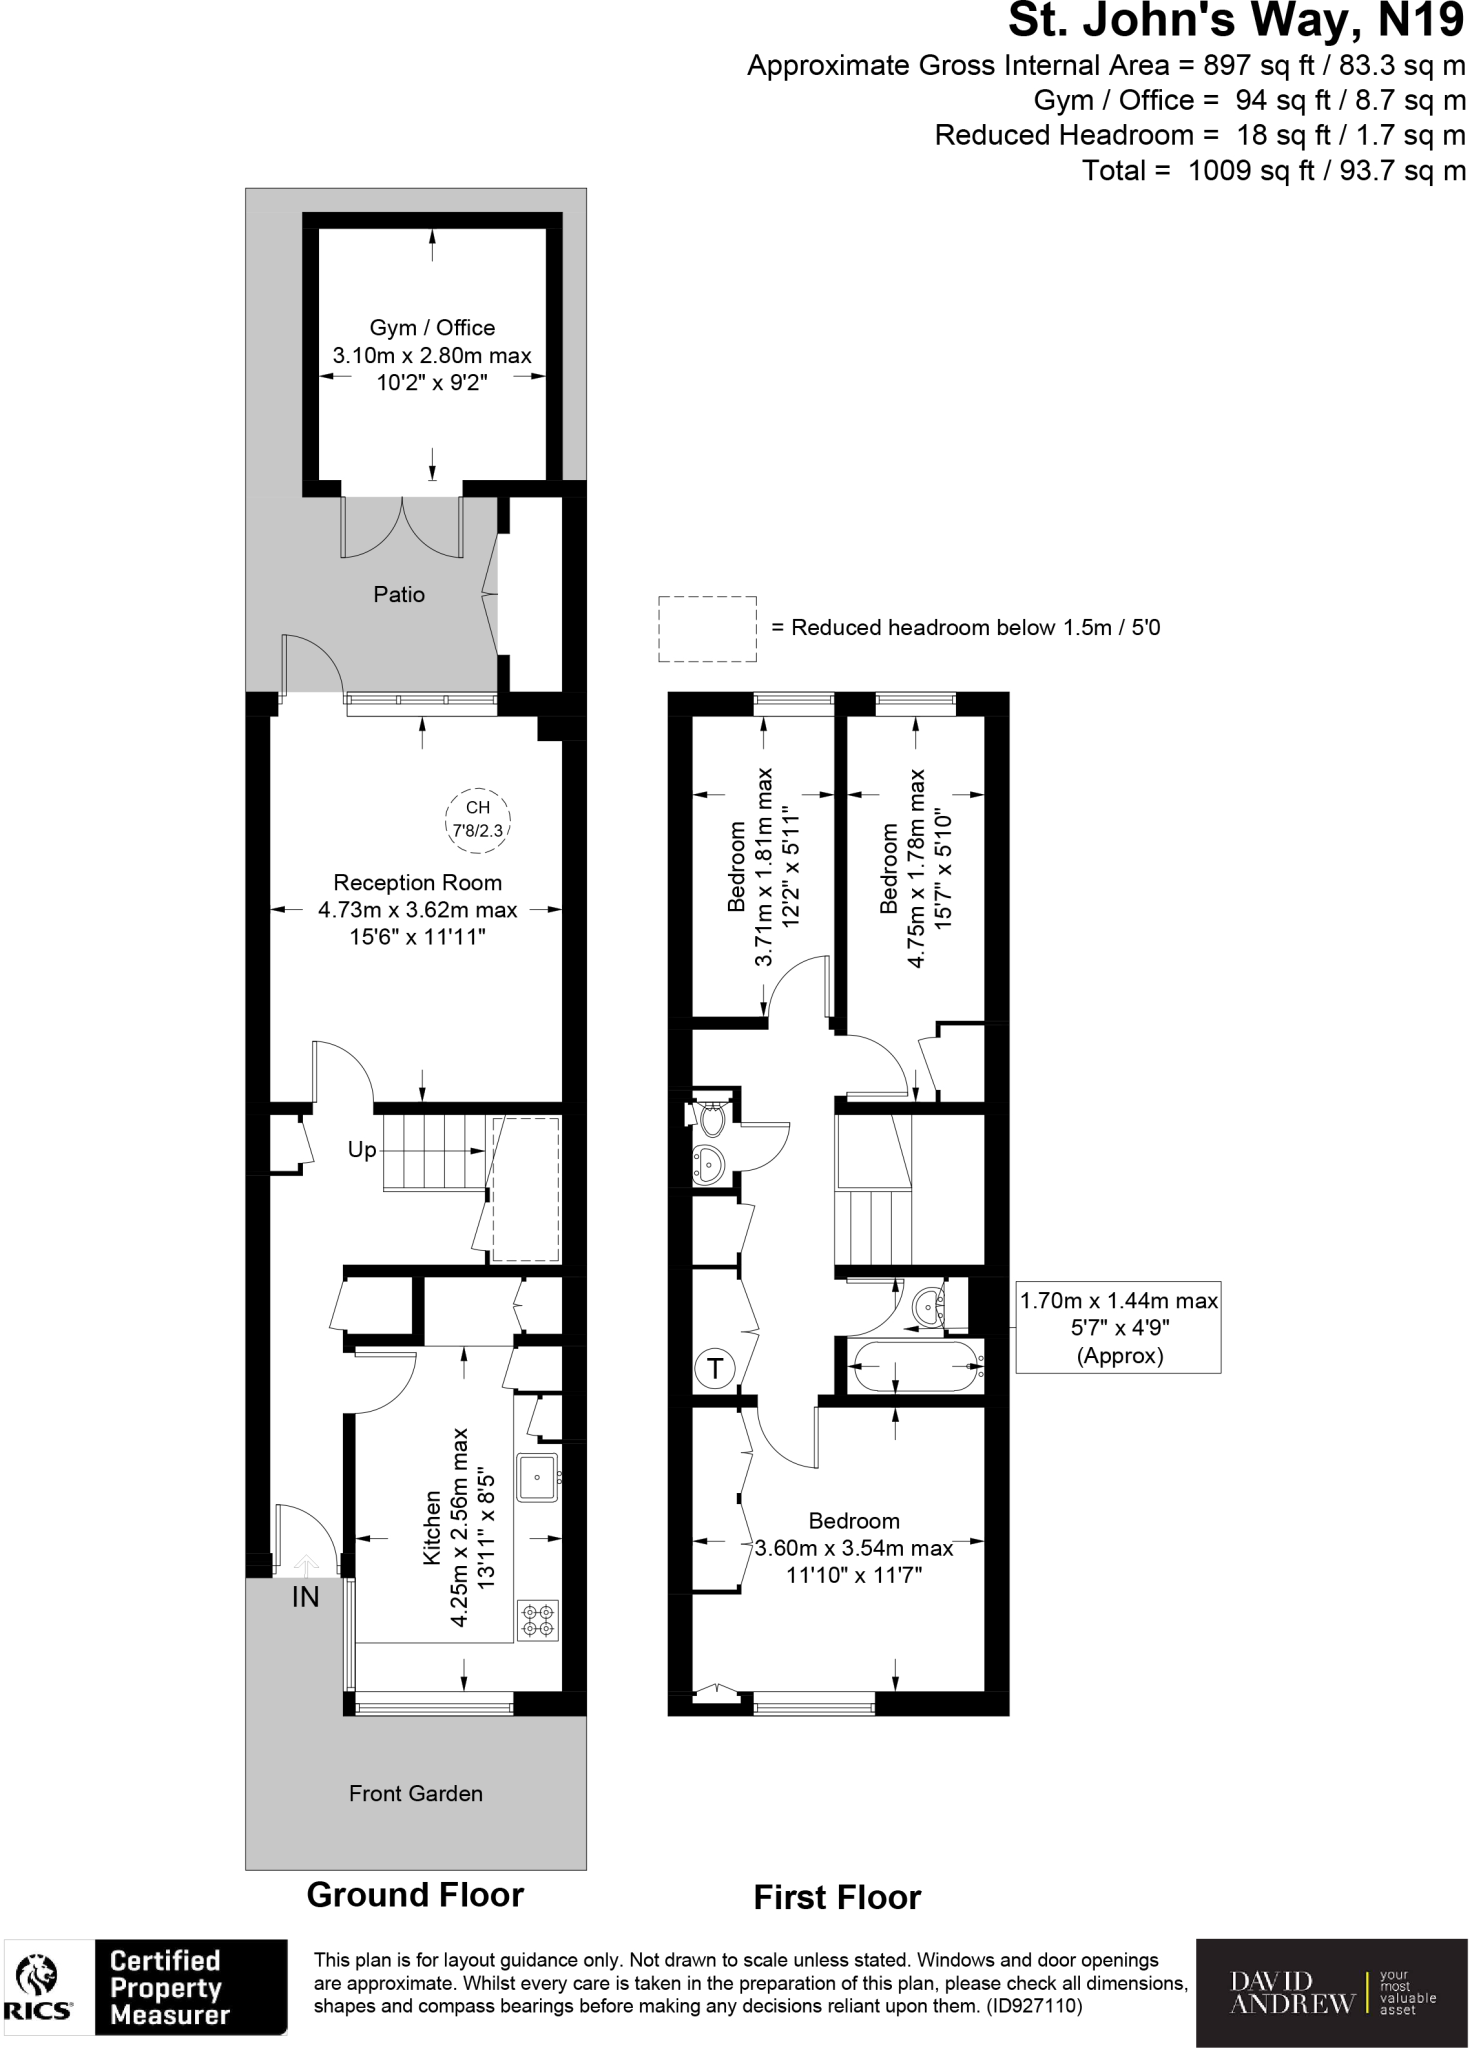 St. John's Way, N19
Approximate Gross Internal Area = 897 sq ft / 83.3 sq m
Gym / Office = 94 sq ft / 8.7 sq m
Reduced Headroom = 18 sq ft / 1.7 sq m
Total = 1009 sq ft / 93.7 sq m
Gym / Office
3.10m x 2.80m max
10'2" x 9'2"
Patio
= Reduced headroom below 1.5m / 5'0
CH
7'8/2.3
Reception Room
4.73m x 3.62m max
15'6" x 11'11"
Bedroom
3.71m x 1.81m max
12'2" x 5'11"
Bedroom
4.75m x 1.78m max
15'7" x 5'10"
Up
1.70m x 1.44m max
5'7" x 4'9"
(Approx)
T
Kitchen
4.25m x 2.56m max
13'11" x 8'5"
Bedroom
3.60m x 3.54m max
11'10" x 11'7"
IN
Front Garden
Ground Floor
First Floor
RICS
Certified
Property
Measurer
This plan is for layout guidance only. Not drawn to scale unless stated. Windows and door openings
are approximate. Whilst every care is taken in the preparation of this plan, please check all dimensions,
shapes and compass bearings before making any decisions reliant upon them. (ID927110)
DAVID
ANDREW
your
most
valuable
asset